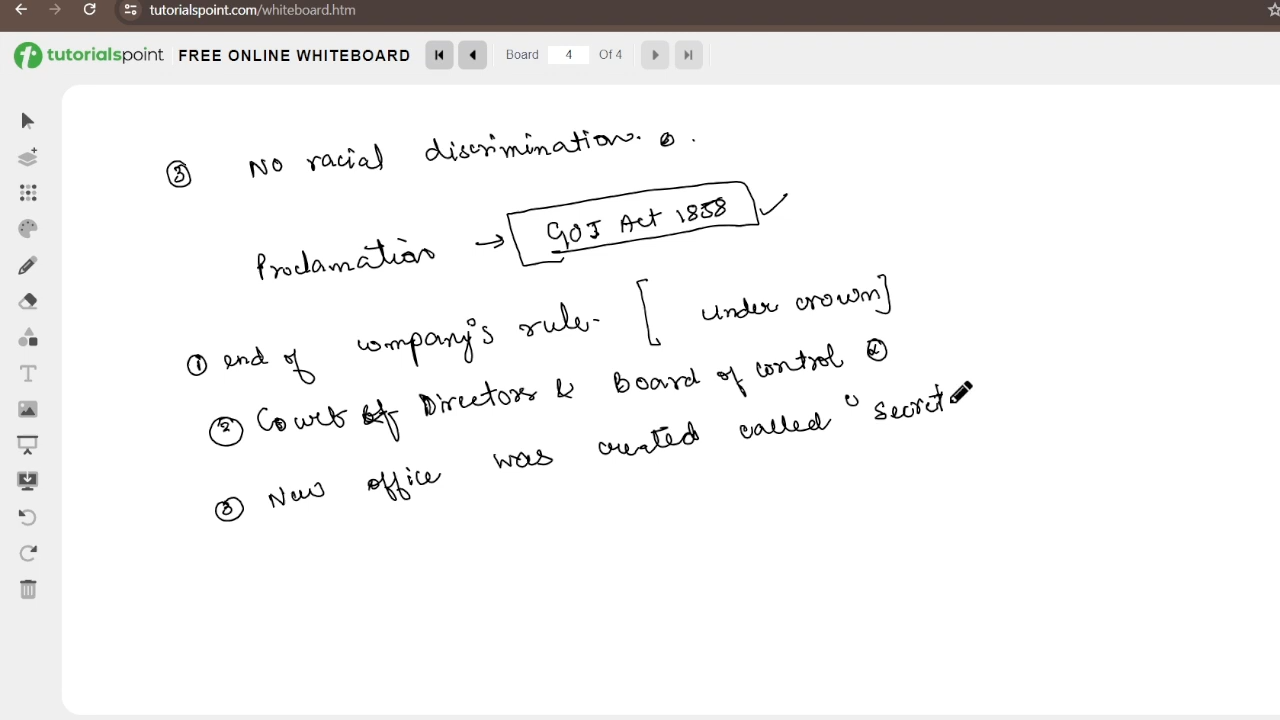 tutorialspoint.com/whiteboard.htm
tutorialspoint FREE ONLINE WHITEBOARD Board 4 Of 4
③ No racial discrimination.
Proclamation → GOI Act 1858 ✓
① end of company's rule- [ under crown]
② Court of Directors & Board of control ⓧ
③ New office was created called "secret